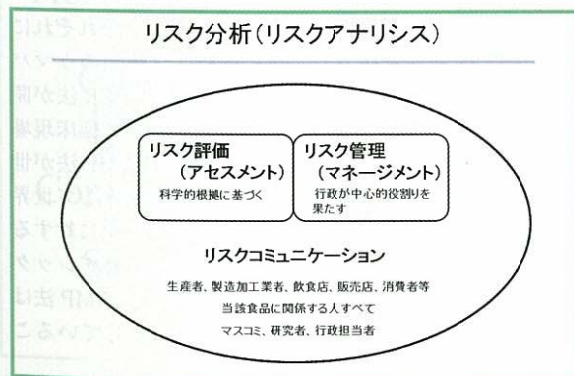 リスク分析(リスクアナリシス)
リスク評価
(アセスメント)
科学的根拠に基づく
リスク管理
(マネージメント)
行政が中心的役割りを
果たす
リスクコミュニケーション
生産者、製造加工業者、飲食店、販売店、消費者等
当該食品に関係する人すべて
マスコミ、研究者、行政担当者